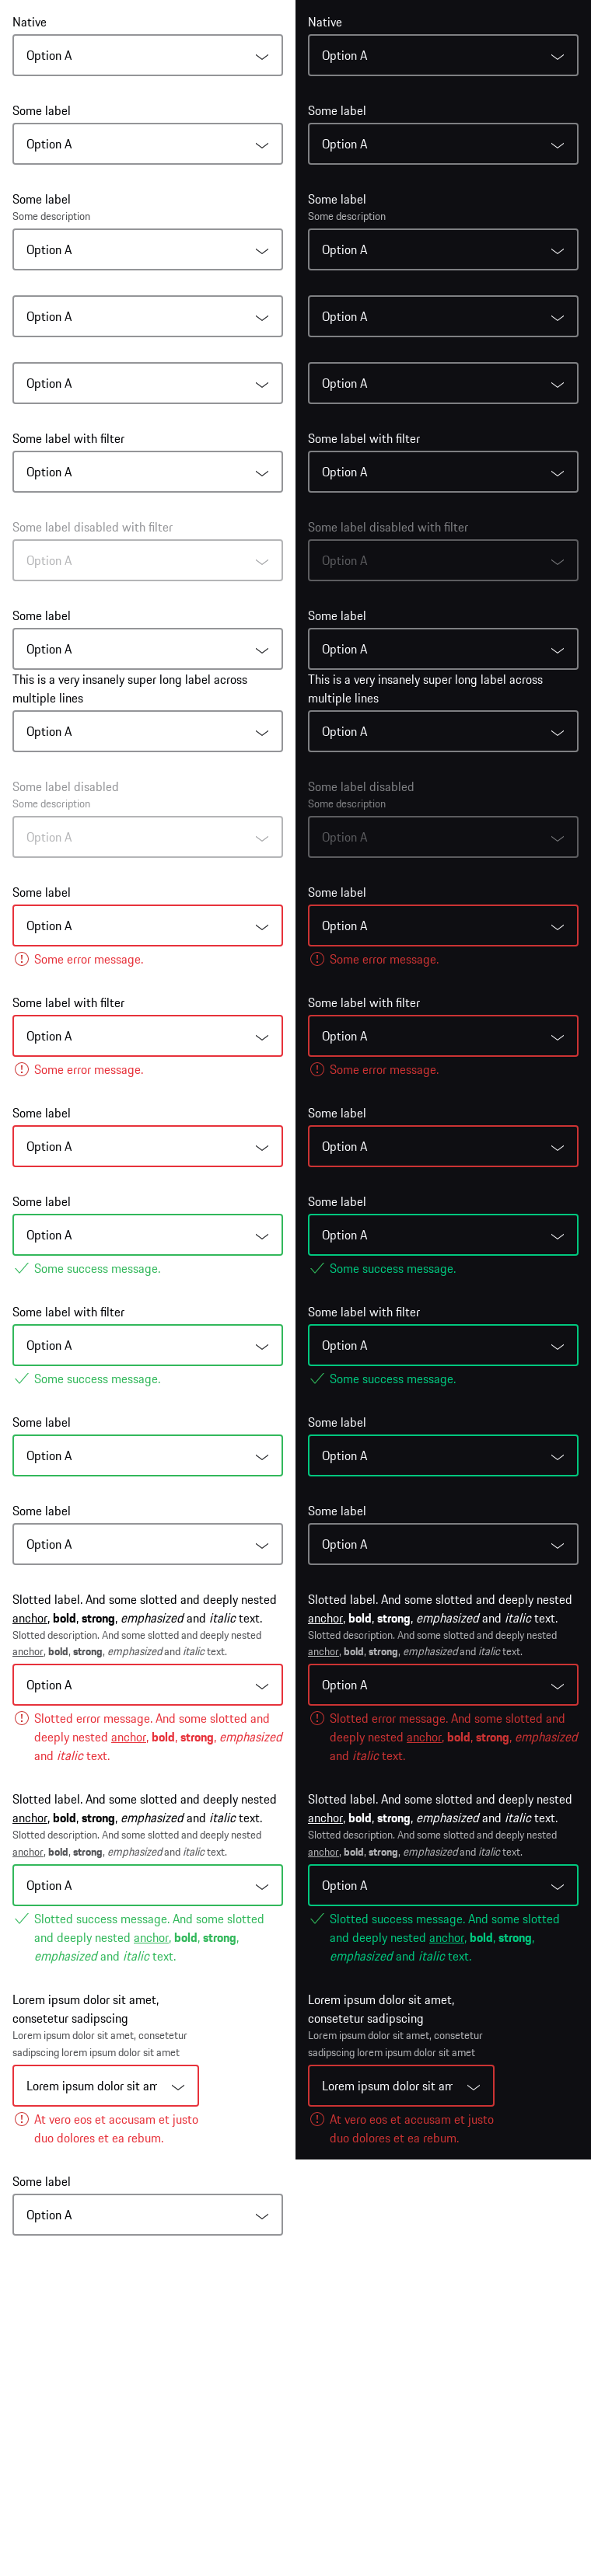 Native
Option A
Some label
Option A
Some label
Some description
Option A
Option A
Option A
Some label with filter
Option A
Some label disabled with filter
Option A
Some label
Option A
This is a very insanely super long label across
multiple lines
Option A
Some label disabled
Some description
Option A
Some label
Option A
Some error message.
Some label with filter
Option A
Some error message.
Some label
Option A
Some label
Option A
Some success message.
Some label with filter
Option A
Some success message.
Some label
Option A
Some label
Option A
Slotted label. And some slotted and deeply nested
anchor, bold, strong, emphasized and italic text.
Slotted description. And some slotted and deeply nested
anchor, bold, strong, emphasized and italic text.
Option A
Slotted error message. And some slotted and
deeply nested anchor, bold, strong, emphasized
and italic text.
Slotted label. And some slotted and deeply nested
anchor, bold, strong, emphasized and italic text.
Slotted description. And some slotted and deeply nested
anchor, bold, strong, emphasized and italic text.
Option A
Slotted success message. And some slotted
and deeply nested anchor, bold, strong,
emphasized and italic text.
Lorem ipsum dolor sit amet,
consetetur sadipscing
Lorem ipsum dolor sit amet, consetetur
sadipscing lorem ipsum dolor sit amet
Lorem ipsum dolor sit am
At vero eos et accusam et justo
duo dolores et ea rebum.
Some label
Option A
Native
Option A
Some label
Option A
Some label
Some description
Option A
Option A
Option A
Some label with filter
Option A
Some label disabled with filter
Option A
Some label
Option A
This is a very insanely super long label across
multiple lines
Option A
Some label disabled
Some description
Option A
Some label
Option A
Some error message.
Some label with filter
Option A
Some error message.
Some label
Option A
Some label
Option A
Some success message.
Some label with filter
Option A
Some success message.
Some label
Option A
Some label
Option A
Slotted label. And some slotted and deeply nested
anchor, bold, strong, emphasized and italic text.
Slotted description. And some slotted and deeply nested
anchor, bold, strong, emphasized and italic text.
Option A
Slotted error message. And some slotted and
deeply nested anchor, bold, strong, emphasized
and italic text.
Slotted label. And some slotted and deeply nested
anchor, bold, strong, emphasized and italic text.
Slotted description. And some slotted and deeply nested
anchor, bold, strong, emphasized and italic text.
Option A
Slotted success message. And some slotted
and deeply nested anchor, bold, strong,
emphasized and italic text.
Lorem ipsum dolor sit amet,
consetetur sadipscing
Lorem ipsum dolor sit amet, consetetur
sadipscing lorem ipsum dolor sit amet
Lorem ipsum dolor sit am
At vero eos et accusam et justo
duo dolores et ea rebum.